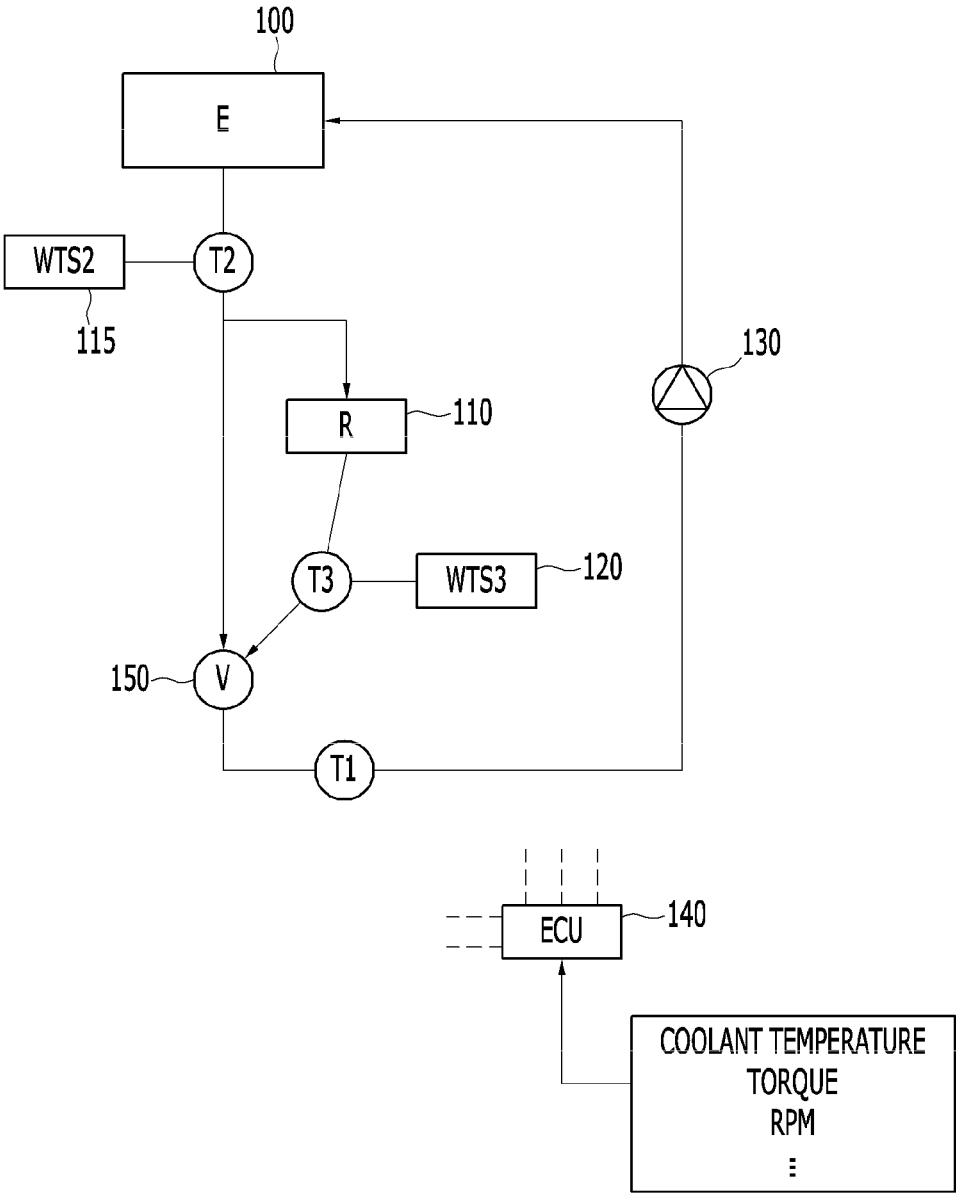 100
E
WTS2
T2
115
130
R
110
T3
WTS3
120
150
V
T1
ECU
140
COOLANT TEMPERATURE
TORQUE
RPM
⋮